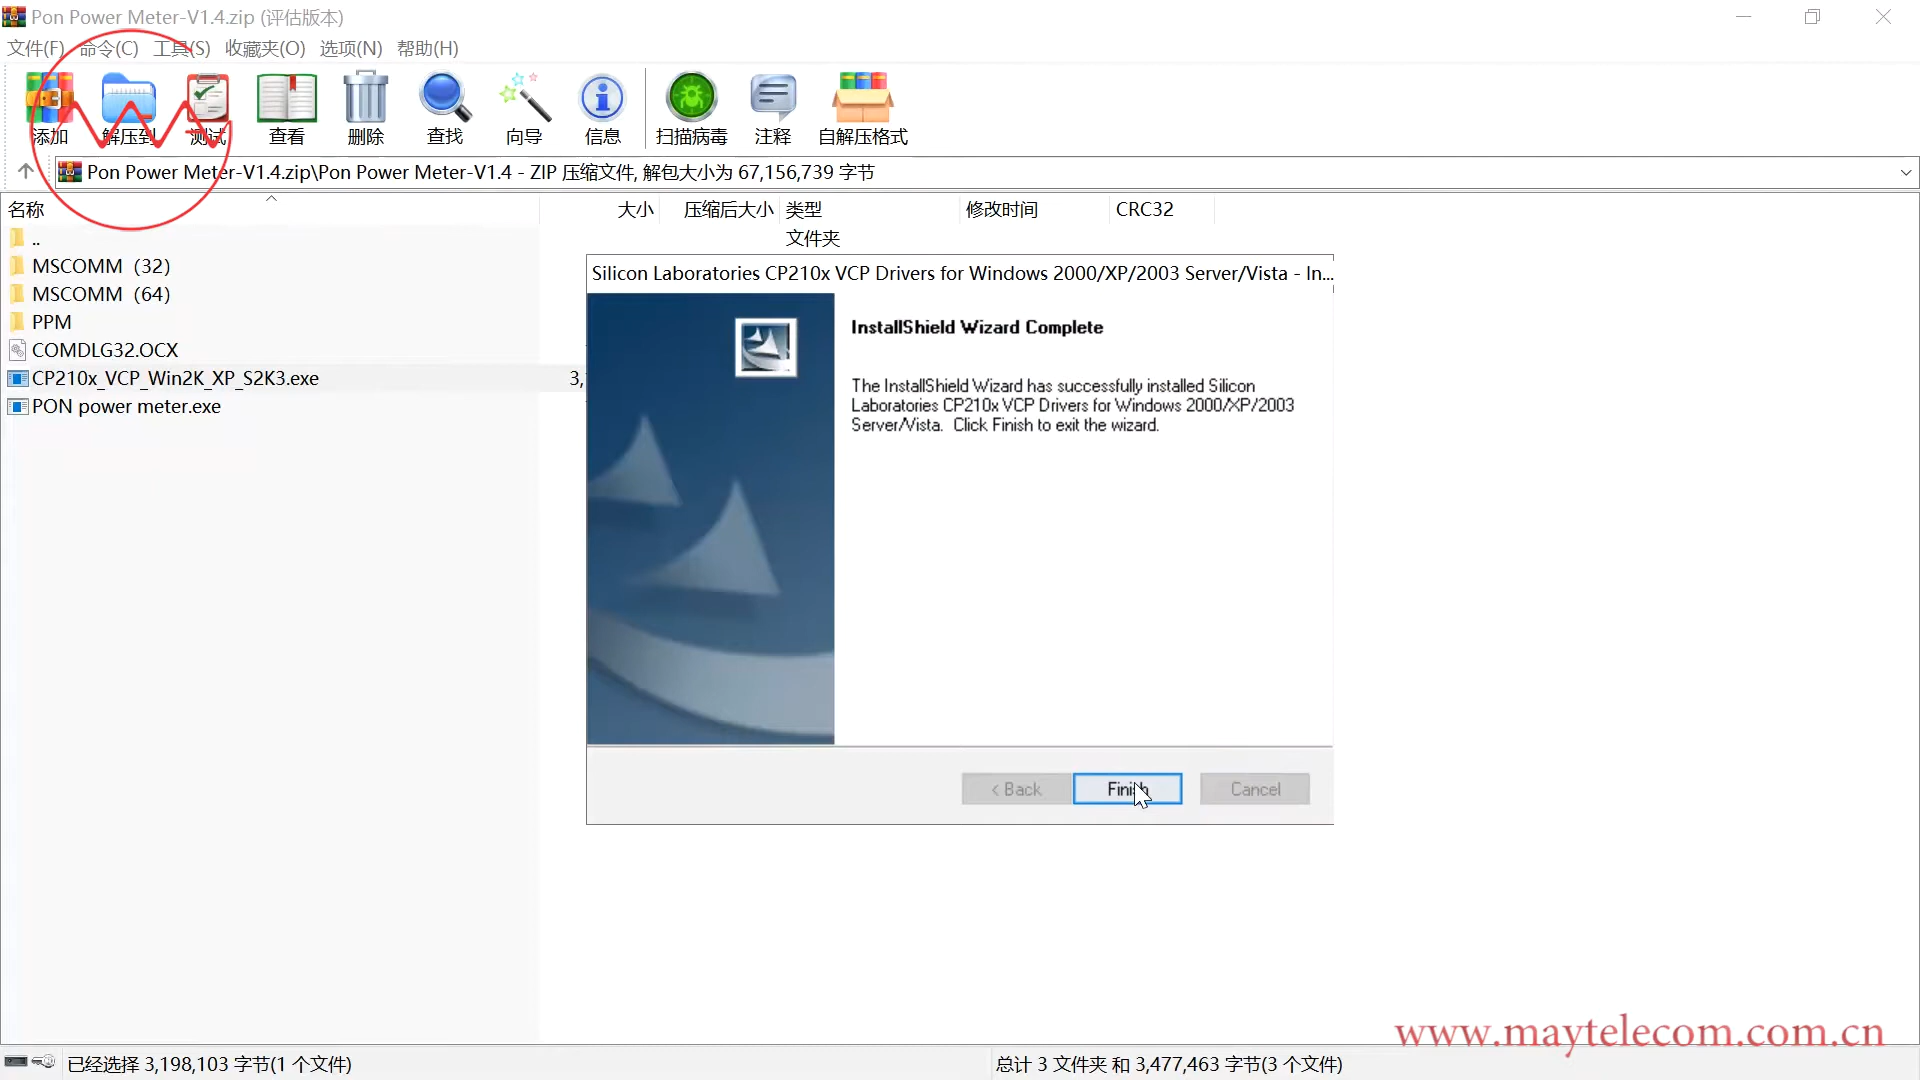 Pon Power Meter-V1.4.zip (评估版本)
文件(F) 命令(C) 工具(S) 收藏夹(O) 选项(N) 帮助(H)
添加 解压到 测试 查看 删除 查找 向导 信息 扫描病毒 注释 自解压格式
Pon Power Meter-V1.4.zip\Pon Power Meter-V1.4 - ZIP 压缩文件, 解包大小为 67,156,739 字节
名称 大小 压缩后大小 类型 修改时间 CRC32
.. 文件夹
MSCOMM (32)
MSCOMM (64)
PPM
COMDLG32.OCX
CP210x_VCP_Win2K_XP_S2K3.exe 3,
PON power meter.exe
Silicon Laboratories CP210x VCP Drivers for Windows 2000/XP/2003 Server/Vista - In...
InstallShield Wizard Complete
The InstallShield Wizard has successfully installed Silicon
Laboratories CP210x VCP Drivers for Windows 2000/XP/2003
Server/Vista. Click Finish to exit the wizard.
< Back Finish Cancel
www.maytelecom.com.cn
已经选择 3,198,103 字节(1 个文件) 总计 3 文件夹 和 3,477,463 字节(3 个文件)